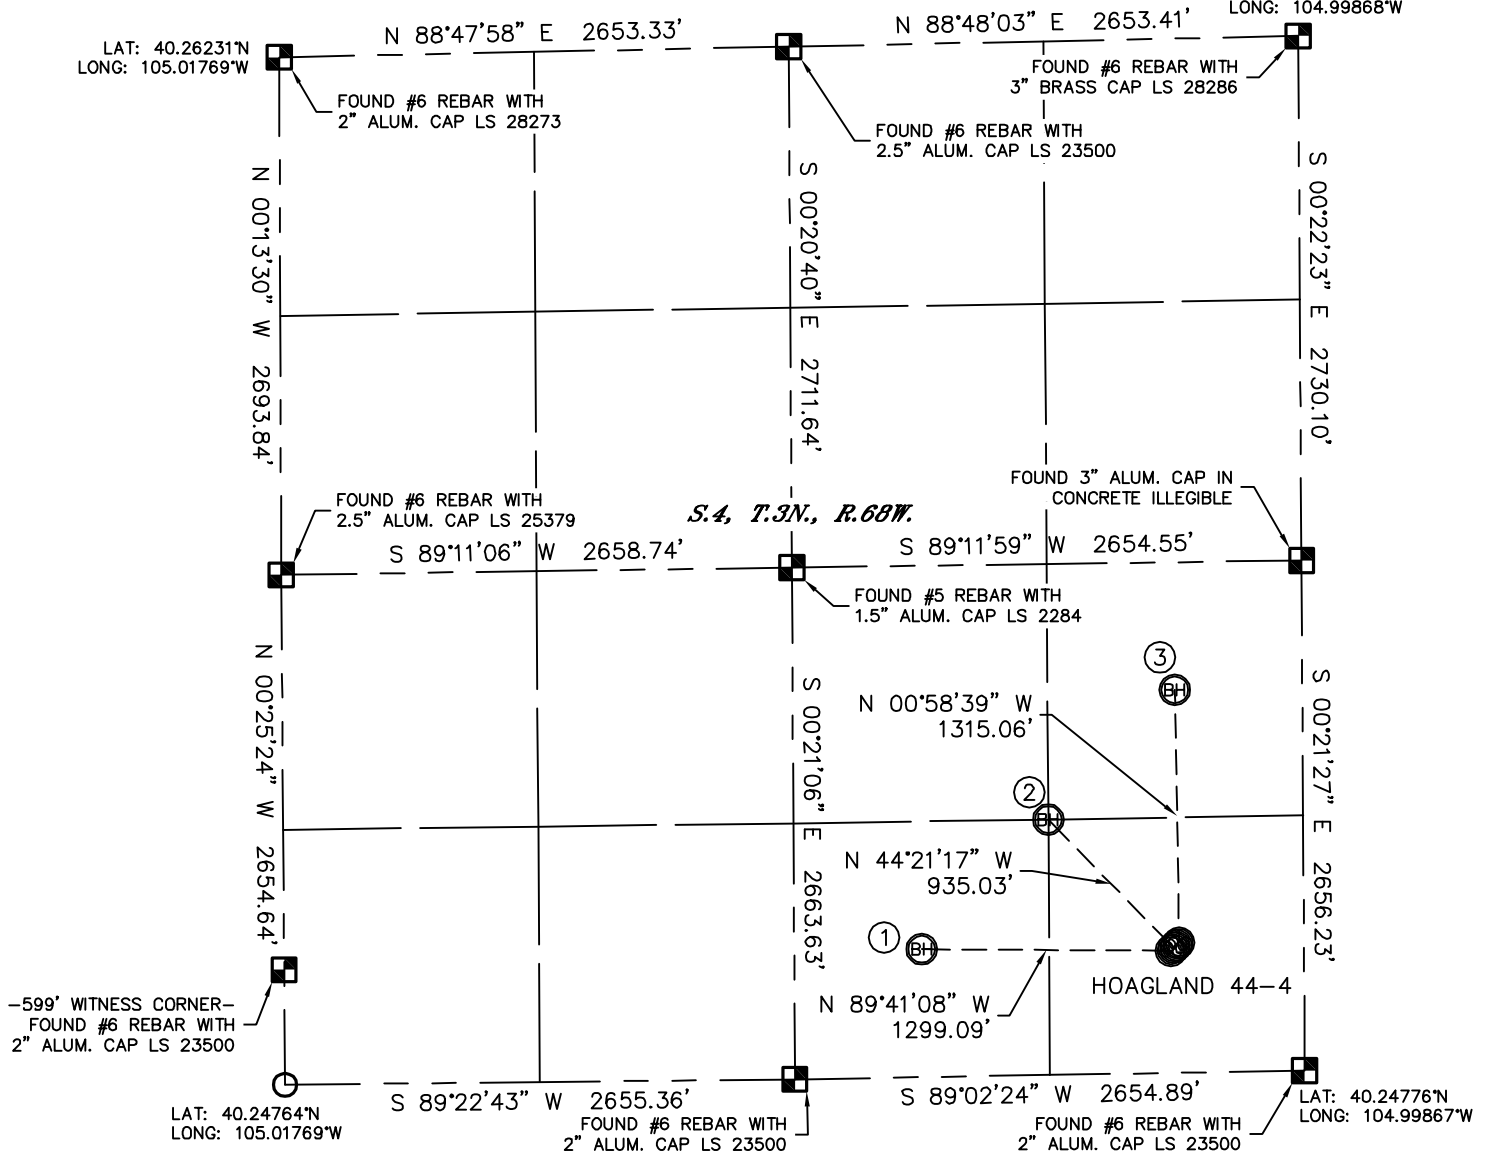 LONG: 104.99868°W
N 88°47'58" E 2653.33'
N 88°48'03" E 2653.41'
LAT: 40.26231°N
LONG: 105.01769°W
FOUND #6 REBAR WITH
2" ALUM. CAP LS 28273
FOUND #6 REBAR WITH
3" BRASS CAP LS 28286
FOUND #6 REBAR WITH
2.5" ALUM. CAP LS 23500
N 00°13'30" W 2693.84'
S 00°20'40" E 2711.64'
S 00°22'23" E 2730.10'
FOUND #6 REBAR WITH
2.5" ALUM. CAP LS 25379
S.4, T.3N., R.68W.
FOUND 3" ALUM. CAP IN
CONCRETE ILLEGIBLE
S 89°11'06" W 2658.74'
S 89°11'59" W 2654.55'
FOUND #5 REBAR WITH
1.5" ALUM. CAP LS 2284
N 00°25'24" W 2654.64'
S 00°21'06" E 2663.63'
S 00°21'27" E 2656.23'
3
BH
N 00°58'39" W
1315.06'
2
BH
N 44°21'17" W
935.03'
1
BH
HOAGLAND 44-4
N 89°41'08" W
1299.09'
-599' WITNESS CORNER-
FOUND #6 REBAR WITH
2" ALUM. CAP LS 23500
S 89°22'43" W 2655.36'
S 89°02'24" W 2654.89'
LAT: 40.24764°N
LONG: 105.01769°W
FOUND #6 REBAR WITH
2" ALUM. CAP LS 23500
FOUND #6 REBAR WITH
2" ALUM. CAP LS 23500
LAT: 40.24776°N
LONG: 104.99867°W